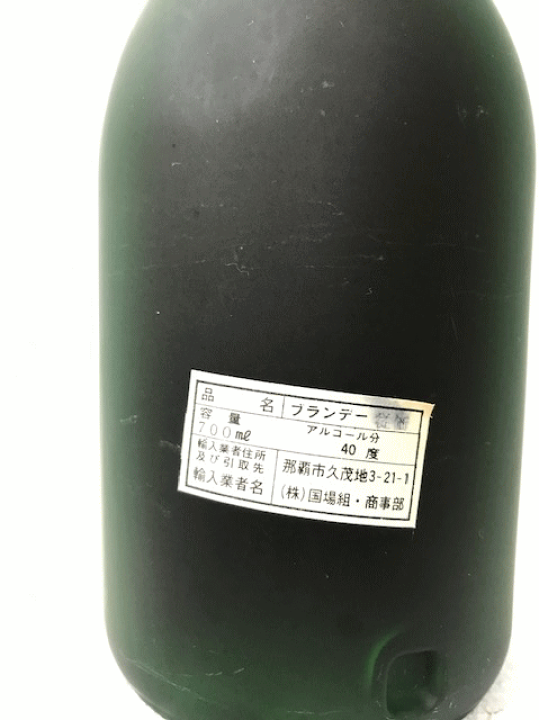 品 名 ブランデー
容 量 アルコール分
700ml 40 度
輸入業者住所
及び引取先 那覇市久茂地3-21-1
輸入業者名 (株)国場組・商事部